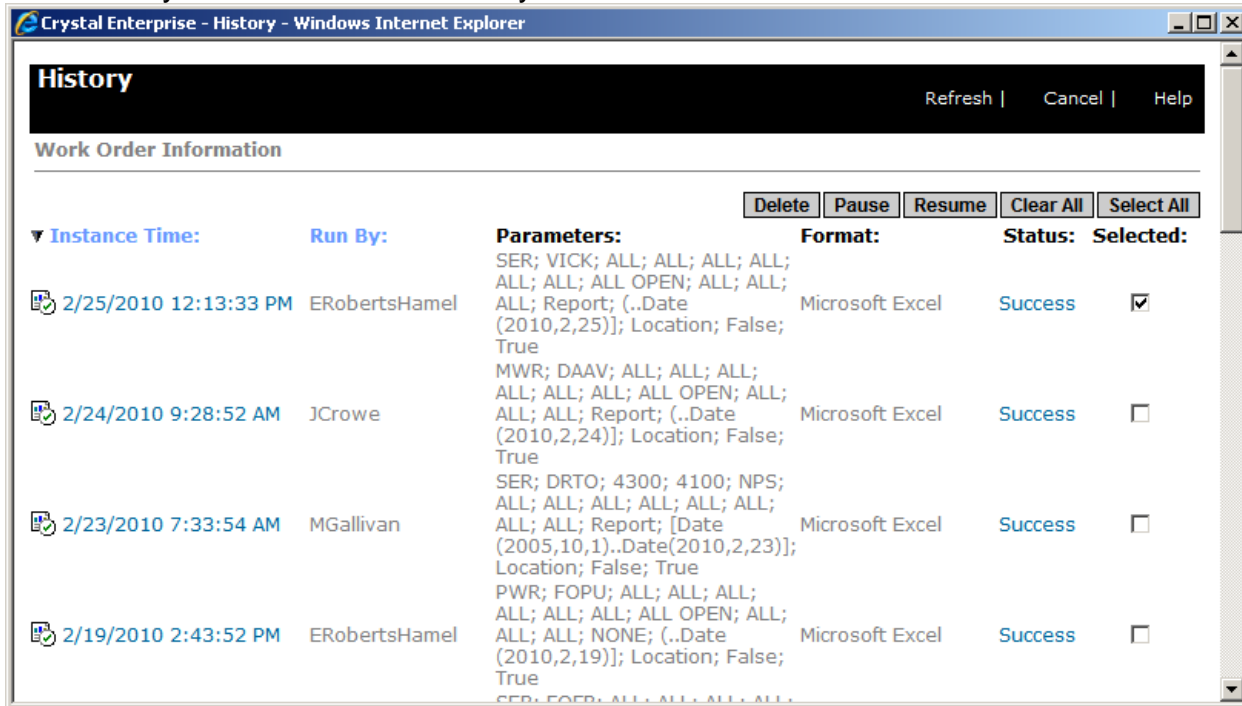 Crystal Enterprise - History - Windows Internet Explorer
History
Refresh | Cancel | Help
Work Order Information
Delete Pause Resume Clear All Select All
Instance Time: Run By: Parameters: Format: Status: Selected:
SER; VICK; ALL; ALL; ALL; ALL;
ALL; ALL; ALL OPEN; ALL; ALL;
2/25/2010 12:13:33 PM ERobertsHamel ALL; Report; (..Date Microsoft Excel Success
(2010,2,25)]; Location; False;
True
MWR; DAAV; ALL; ALL; ALL;
ALL; ALL; ALL; ALL OPEN; ALL;
2/24/2010 9:28:52 AM JCrowe ALL; ALL; Report; (..Date Microsoft Excel Success
(2010,2,24)]; Location; False;
True
SER; DRTO; 4300; 4100; NPS;
ALL; ALL; ALL; ALL; ALL; ALL;
2/23/2010 7:33:54 AM MGallivan ALL; ALL; Report; [Date Microsoft Excel Success
(2005,10,1)..Date(2010,2,23)];
Location; False; True
PWR; FOPU; ALL; ALL; ALL;
ALL; ALL; ALL; ALL OPEN; ALL;
2/19/2010 2:43:52 PM ERobertsHamel ALL; ALL; NONE; (..Date Microsoft Excel Success
(2010,2,19)]; Location; False;
True